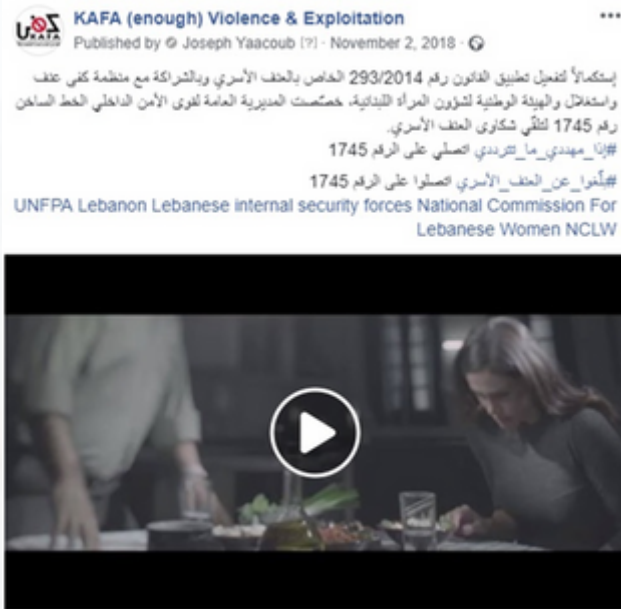 KAFA (enough) Violence & Exploitation
Published by Joseph Yaacoub [?] · November 2, 2018 ·
إستكمالاً لتفعيل تطبيق القانون رقم 293/2014 الخاص بالعنف الأسري وبالشراكة مع منظمة كفى عنف
واستغلال والهيئة الوطنية لشؤون المرأة اللبنانية، خصّصت المديرية العامة لقوى الأمن الداخلي الخط الساخن
رقم 1745 لتلقّي شكاوى العنف الأسري.
#إذا_مهددي_ما_تترددي اتصلي على الرقم 1745
#بلّغوا_عن_العنف_الأسري اتصلوا على الرقم 1745
UNFPA Lebanon Lebanese internal security forces National Commission For
Lebanese Women NCLW